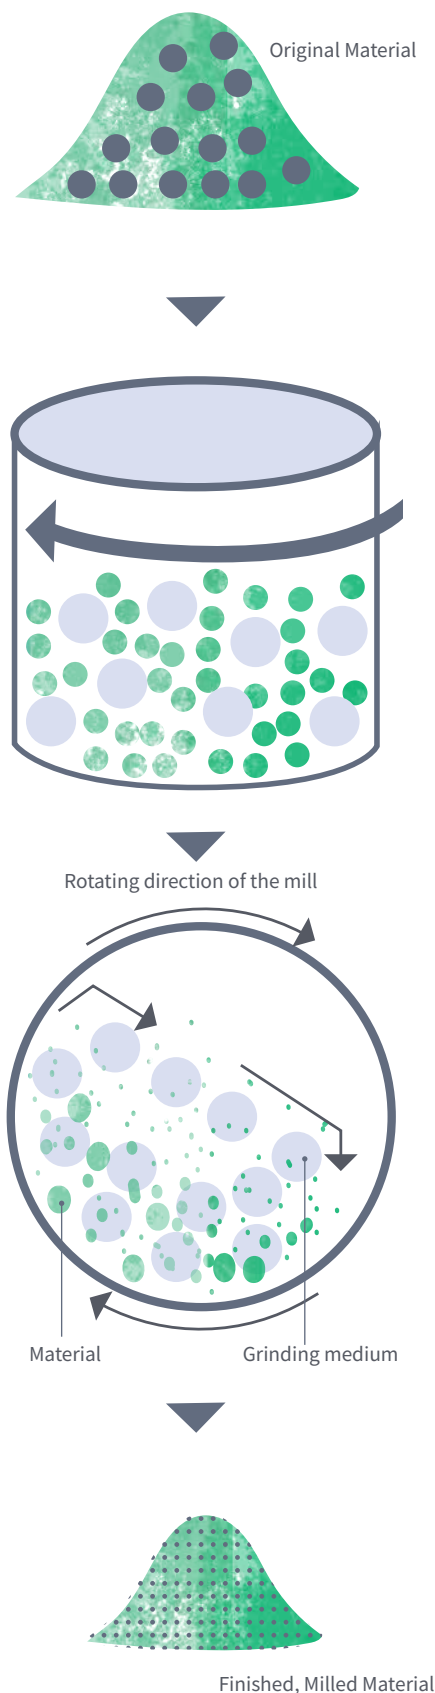 Original Material
Rotating direction of the mill
Material
Grinding medium
Finished, Milled Material